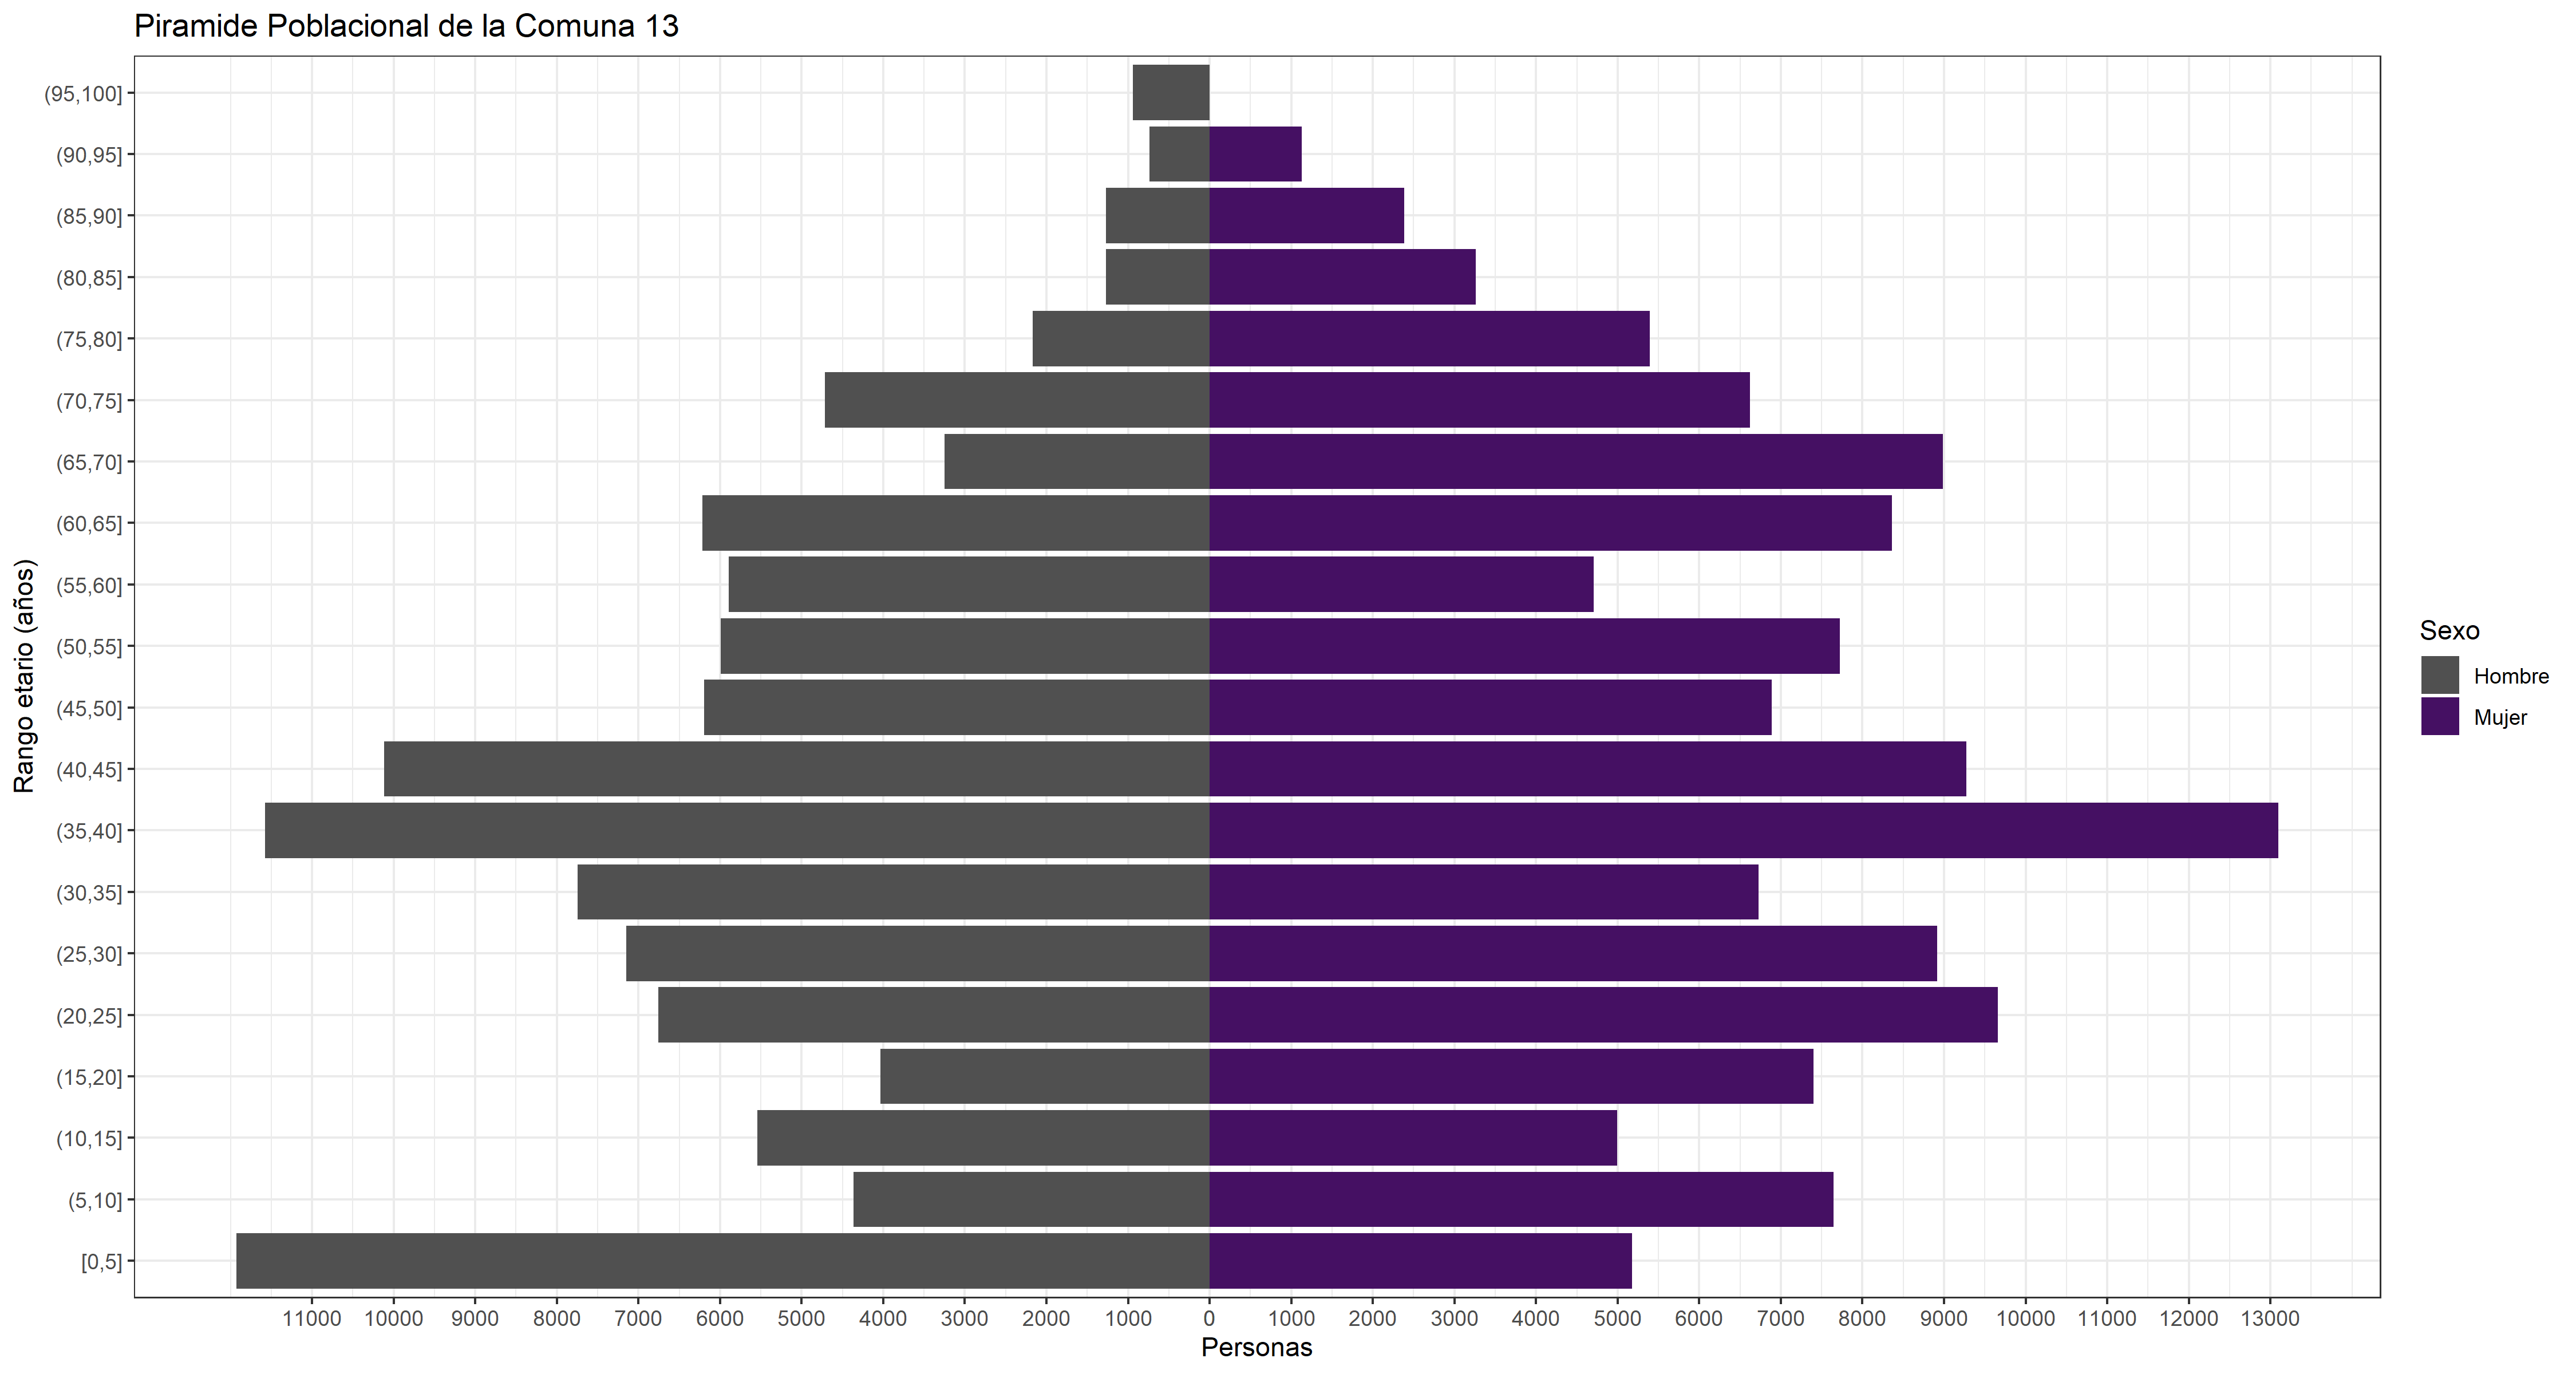 Piramide Poblacional de la Comuna 13
Rango etario (años)
(95,100]
(90,95]
(85,90]
(80,85]
(75,80]
(70,75]
(65,70]
(60,65]
(55,60]
(50,55]
(45,50]
(40,45]
(35,40]
(30,35]
(25,30]
(20,25]
(15,20]
(10,15]
(5,10]
[0,5]
11000 10000 9000 8000 7000 6000 5000 4000 3000 2000 1000 0 1000 2000 3000 4000 5000 6000 7000 8000 9000 10000 11000 12000 13000
Personas
Sexo
Hombre
Mujer